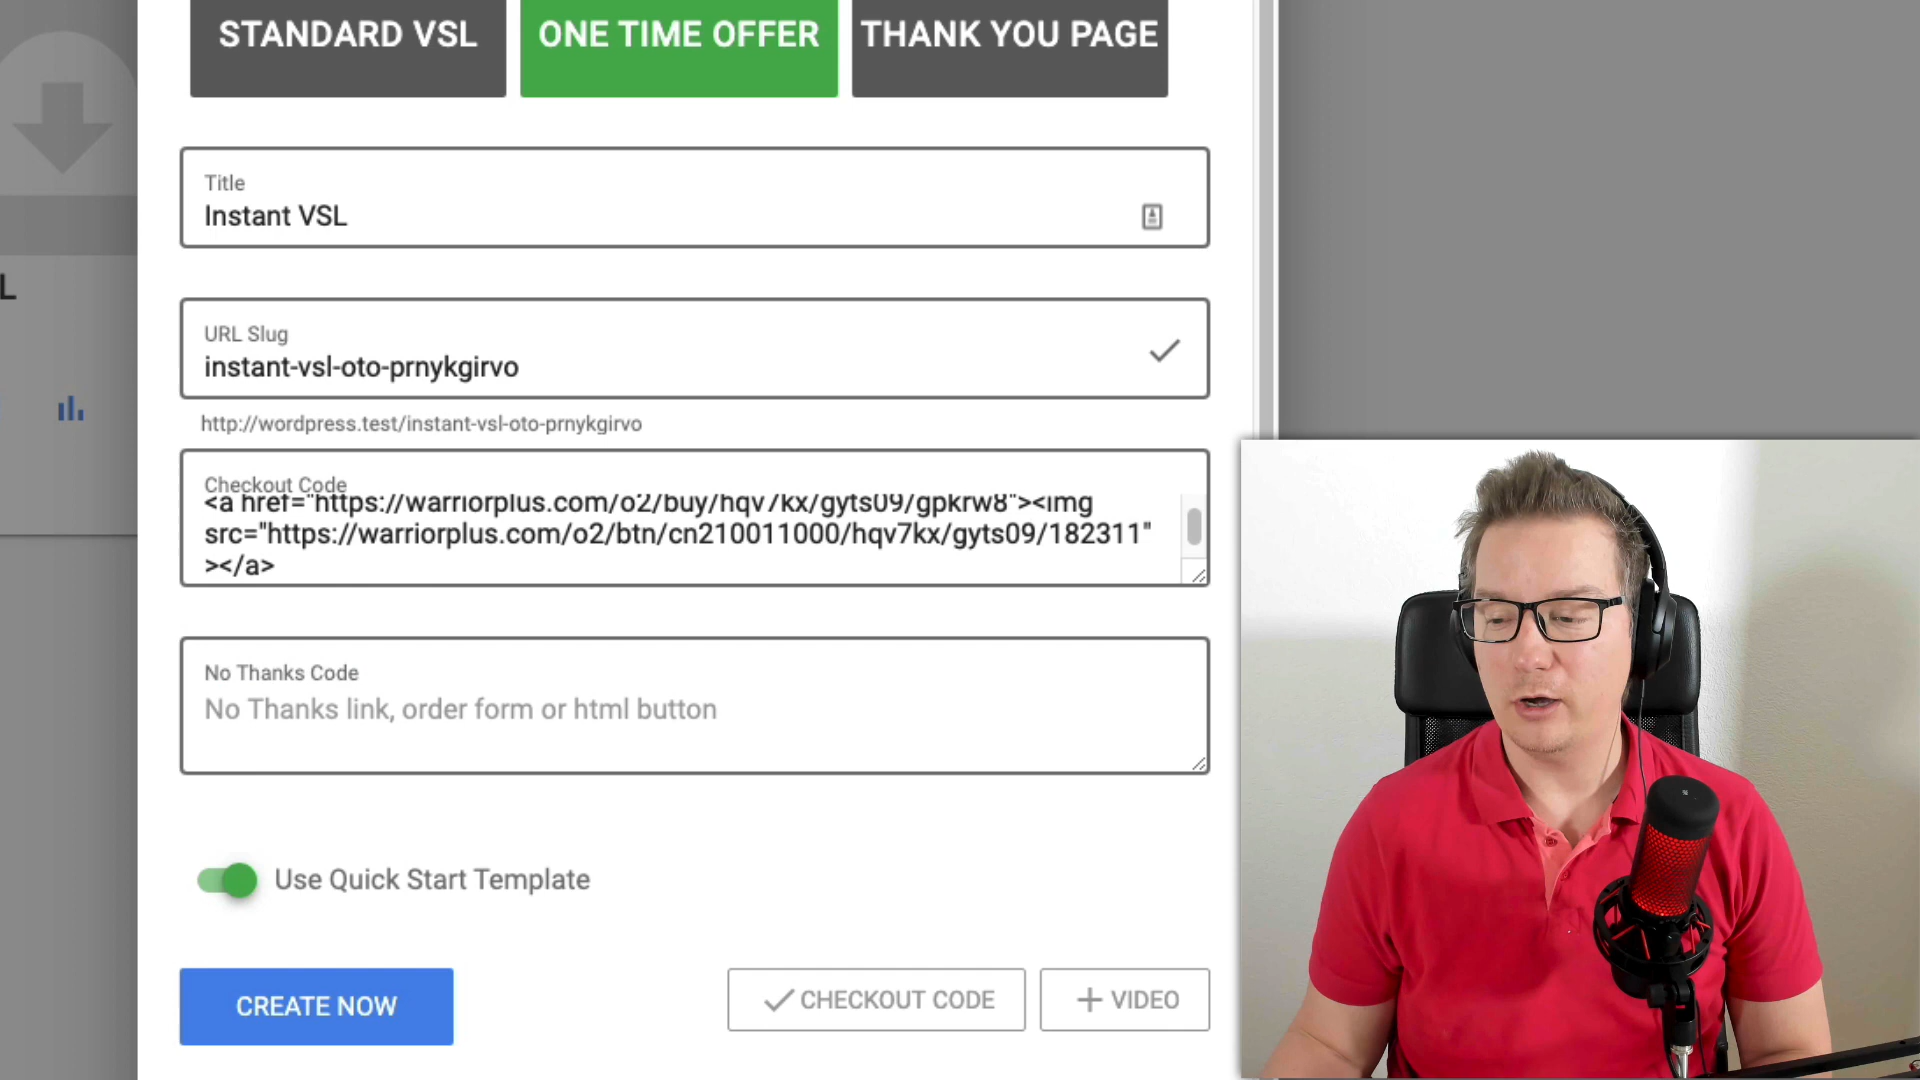 STANDARD VSL
ONE TIME OFFER
THANK YOU PAGE
Title
Instant VSL
L
URL Slug
instant-vsl-oto-prnykgirvo
http://wordpress.test/instant-vsl-oto-prnykgirvo
Checkout Code
<a href="https://warriorplus.com/o2/buy/hqv7kx/gyts09/gpkrw8"><img
src="https://warriorplus.com/o2/btn/cn210011000/hqv7kx/gyts09/182311"
></a>
No Thanks Code
No Thanks link, order form or html button
Use Quick Start Template
CREATE NOW
CHECKOUT CODE
VIDEO